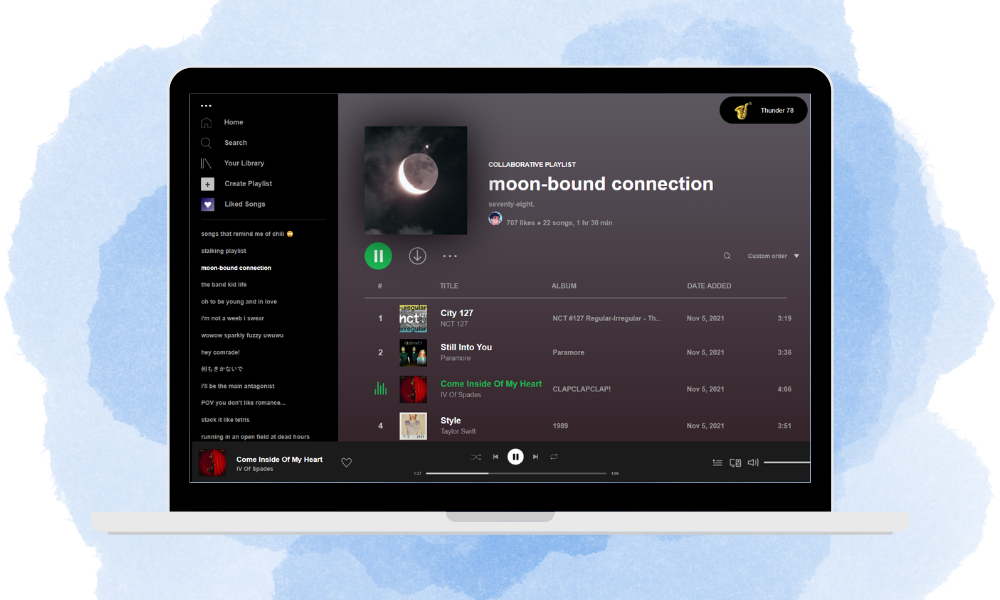 Home
Search
Your Library
Create Playlist
Liked Songs
songs that remind me of chili 😳
stalking playlist
moon-bound connection
the band kid life
oh to be young and in love
i'm not a weeb i swear
wowow sparkly fuzzy uwuwu
hey comrade!
何もきかないで
i'll be the main antagonist
POV you don't like romance...
stack it like tetris
running in an open field at dead hours
Thunder 78
COLLABORATIVE PLAYLIST
moon-bound connection
seventy-eight.
707 likes • 22 songs, 1 hr 36 min
Custom order
# TITLE ALBUM DATE ADDED
1 City 127 NCT #127 Regular-Irregular - Th... Nov 5, 2021 3:19
NCT 127
2 Still Into You Paramore Nov 5, 2021 3:36
Paramore
Come Inside Of My Heart CLAPCLAPCLAP! Nov 5, 2021 4:06
IV Of Spades
4 Style 1989 Nov 5, 2021 3:51
Taylor Swift
Come Inside Of My Heart
IV Of Spades
1:27 4:06